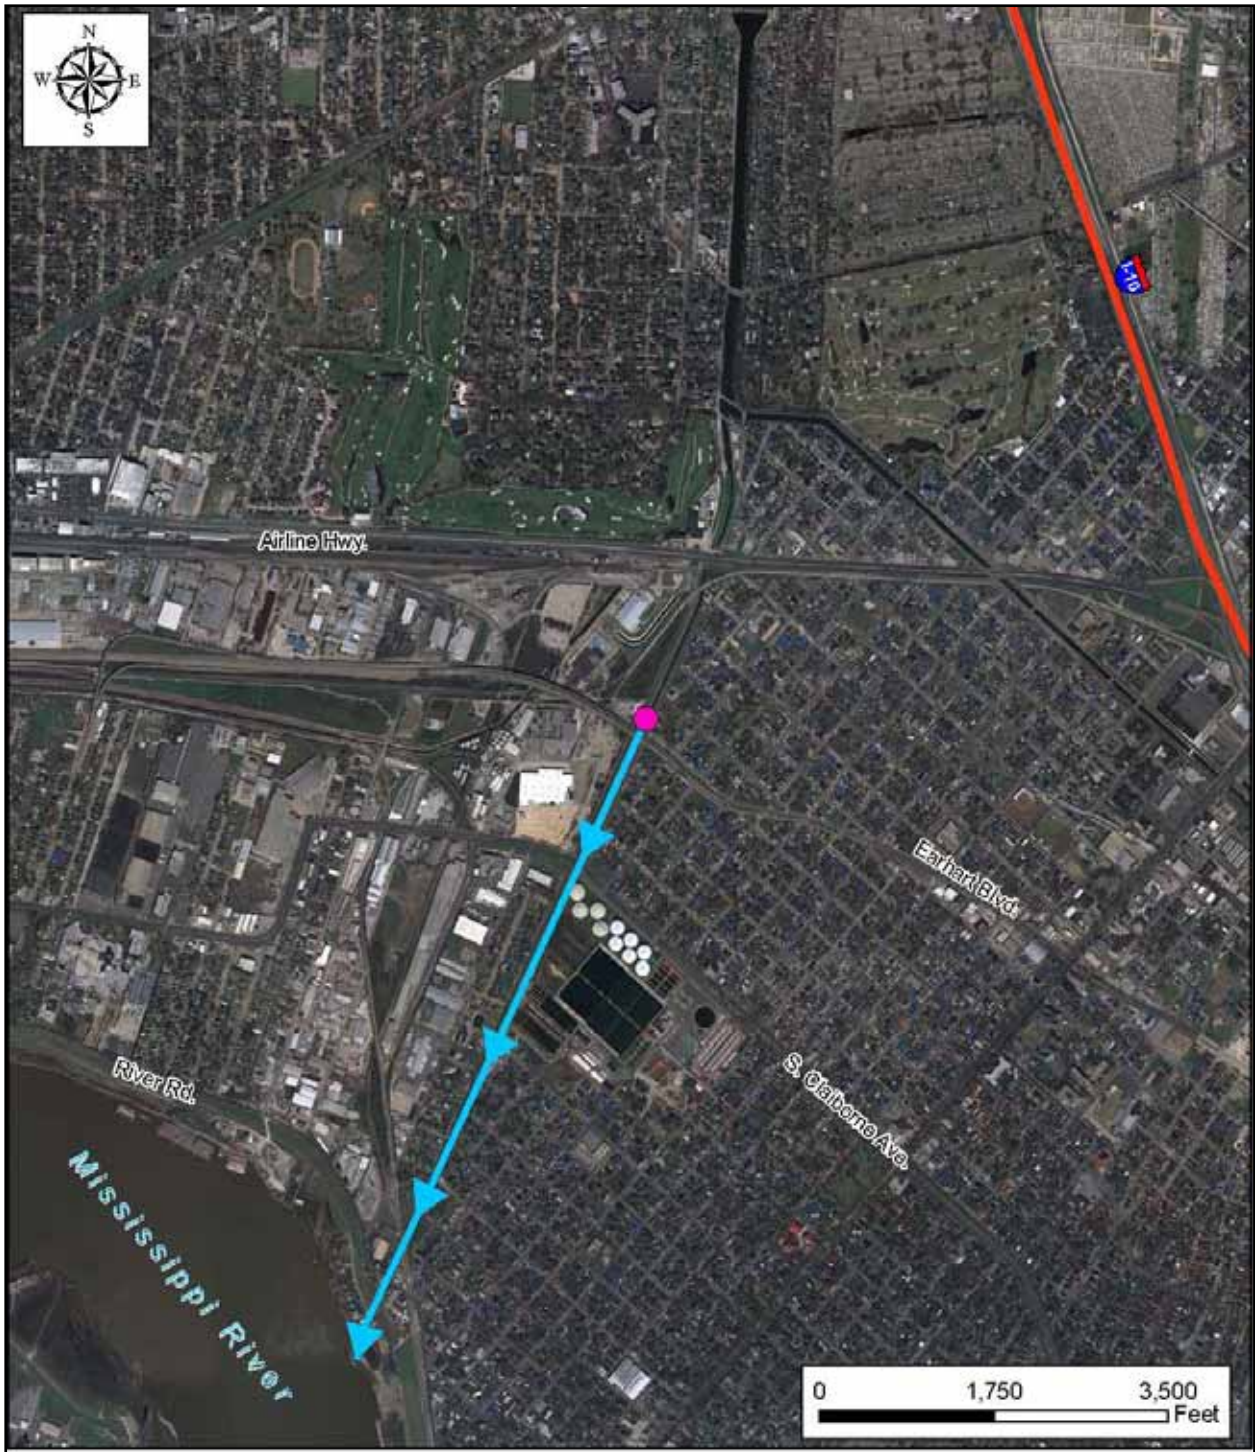 N
W E
S
I-10
Airline Hwy.
Earhart Blvd.
River Rd.
S. Claiborne Ave.
Mississippi River
0 1,750 3,500
Feet